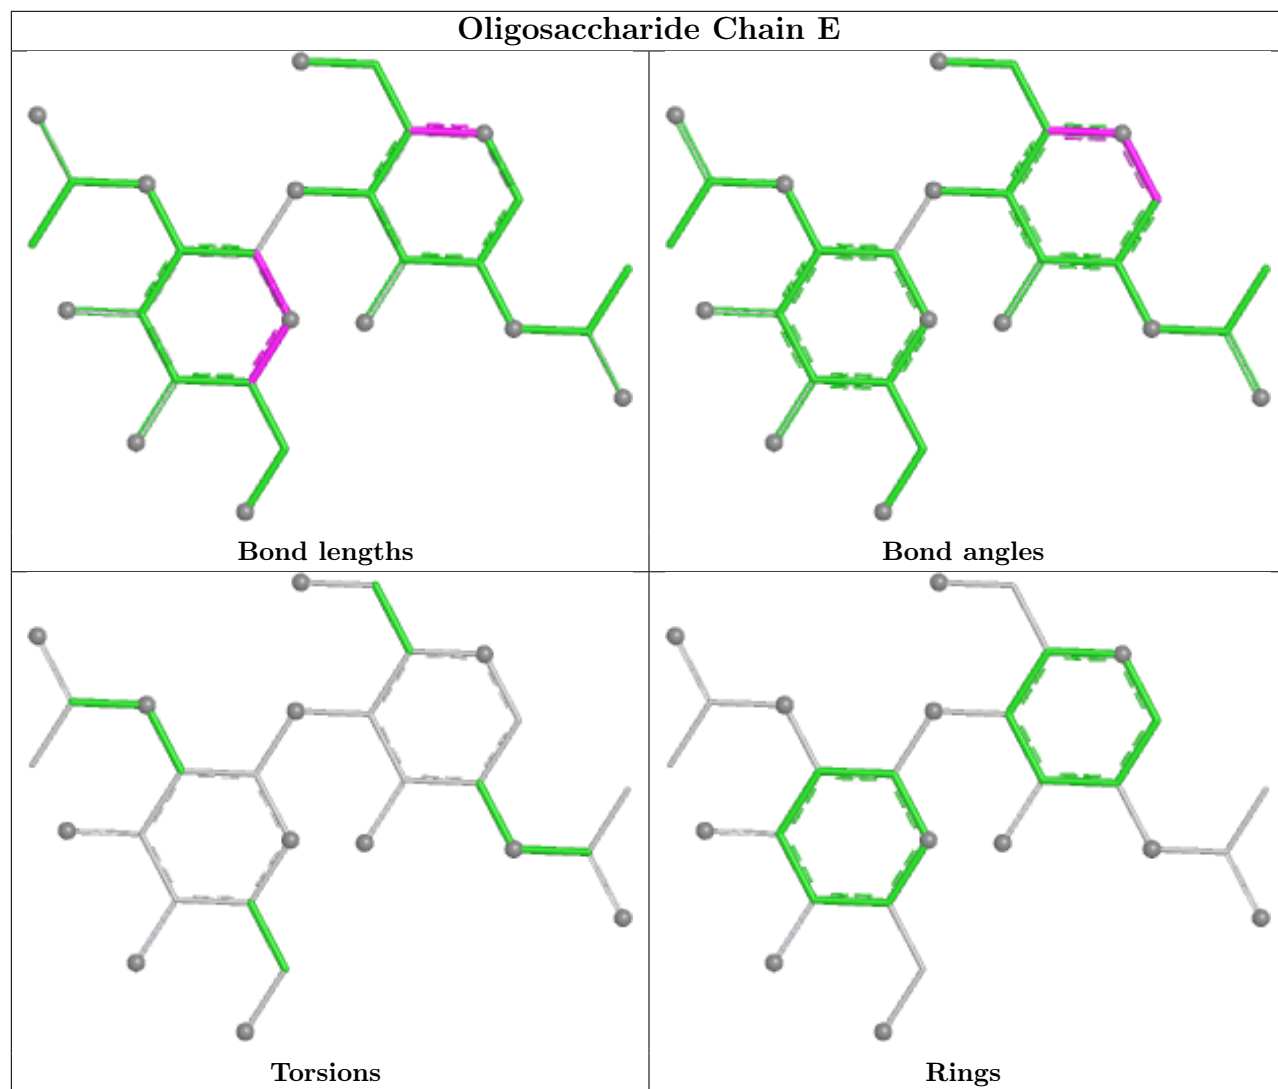 Oligosaccharide Chain E
Bond lengths
Bond angles
Torsions
Rings